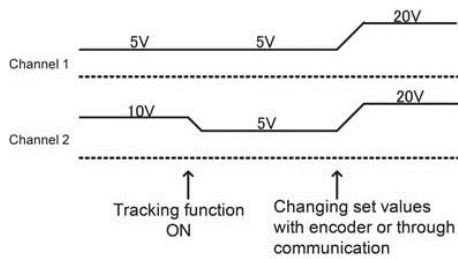 20V
5V 5V
Channel 1
20V
10V
5V
Channel 2
Tracking function
ON
Changing set values
with encoder or through
communication